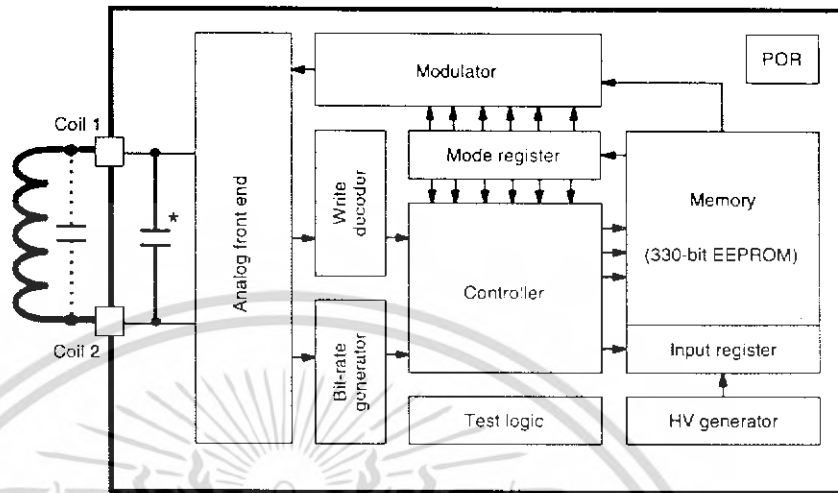 Modulator
POR
Coil 1
Mode register
Write
decoder
Memory
*
(330-bit EEPROM)
Analog front end
Controller
Coil 2
Bit-rate
generator
Input register
Test logic
HV generator